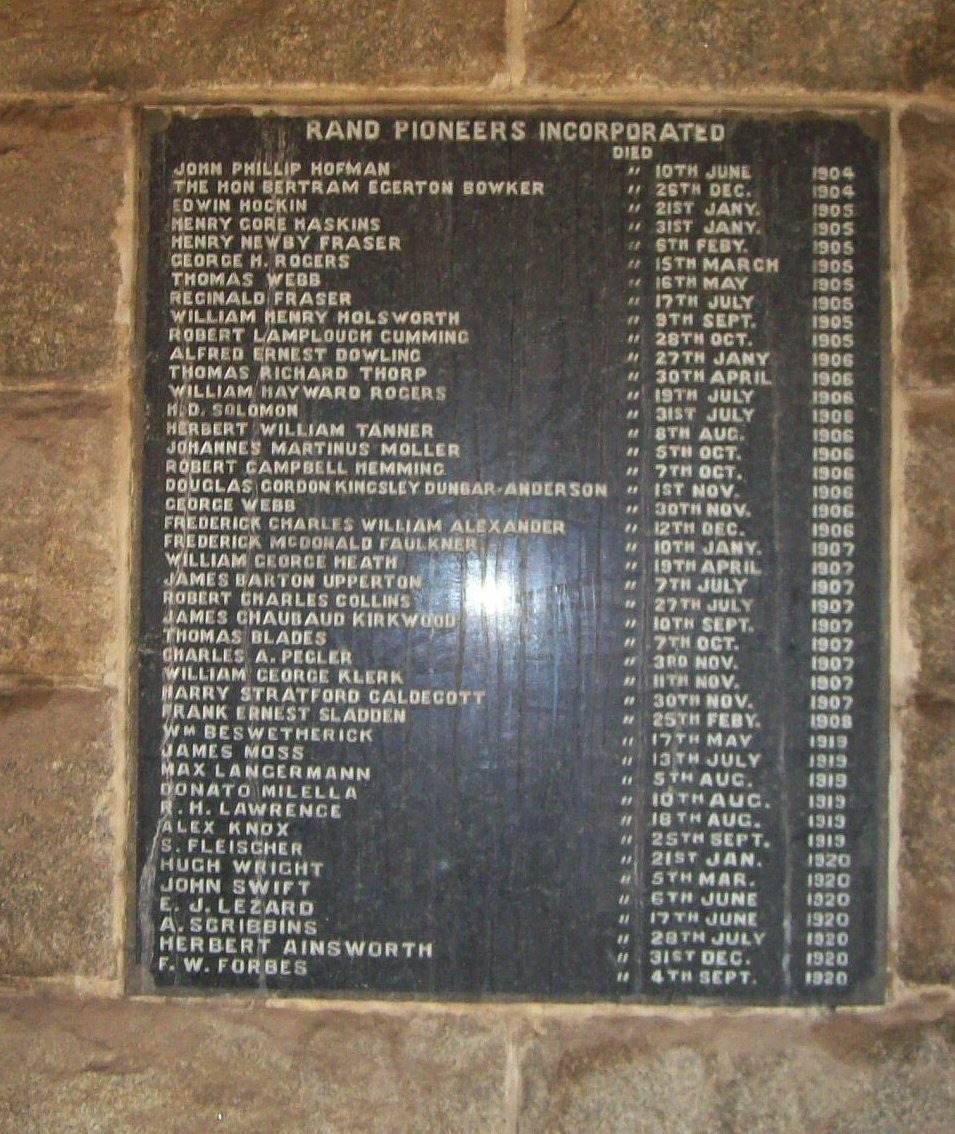 RAND PIONEERS INCORPORATED
DIED
JOHN PHILLIP HOFMAN " 10TH JUNE 1904
THE HON BERTRAM EGERTON BOWKER " 26TH DEC. 1904
EDWIN HOCKIN " 21ST JANY. 1905
HENRY GORE HASKINS " 31ST JANY. 1905
HENRY NEWBY FRASER " 6TH FEBY. 1905
GEORGE H. ROGERS " 15TH MARCH 1905
THOMAS WEBB " 16TH MAY 1905
REGINALD FRASER " 17TH JULY 1905
WILLIAM HENRY HOLSWORTH " 9TH SEPT. 1905
ROBERT LAMPLOUGH CUMMING " 28TH OCT. 1905
ALFRED ERNEST DOWLING " 27TH JANY 1906
THOMAS RICHARD THORP " 30TH APRIL 1906
WILLIAM HAYWARD ROGERS " 19TH JULY 1906
H.D. SOLOMON " 31ST JULY 1906
HERBERT WILLIAM TANNER " 8TH AUG. 1906
JOHANNES MARTINUS MOLLER " 5TH OCT. 1906
ROBERT CAMPBELL HEMMING " 7TH OCT. 1906
DOUGLAS GORDON KINGSLEY DUNBAR-ANDERSON " 1ST NOV. 1906
GEORGE WEBB " 30TH NOV. 1906
FREDERICK CHARLES WILLIAM ALEXANDER " 12TH DEC. 1906
FREDERICK MCDONALD FAULKNER " 10TH JANY. 1907
WILLIAM GEORGE HEATH " 19TH APRIL 1907
JAMES BARTON UPPERTON " 7TH JULY 1907
ROBERT CHARLES COLLINS " 27TH JULY 1907
JAMES CHAUBAUD KIRKWOOD " 10TH SEPT. 1907
THOMAS BLADES " 7TH OCT. 1907
CHARLES A. PEGLER " 3RD NOV. 1907
WILLIAM GEORGE KLERK " 11TH NOV. 1907
HARRY STRATFORD CALDECOTT " 30TH NOV. 1907
FRANK ERNEST SLADDEN " 25TH FEBY. 1908
WM BESWETHERICK " 17TH MAY 1919
JAMES MOSS " 13TH JULY 1919
MAX LANGERMANN " 5TH AUG. 1919
DONATO MILELLA " 10TH AUG. 1919
R. H. LAWRENCE " 18TH AUG. 1919
ALEX KNOX " 25TH SEPT. 1919
S. FLEISCHER " 21ST JAN. 1920
HUGH WRIGHT " 5TH MAR. 1920
JOHN SWIFT " 6TH JUNE 1920
E. J. LEZARD " 17TH JUNE 1920
A. SCRIBBINS " 28TH JULY 1920
HERBERT AINSWORTH " 31ST DEC. 1920
F. W. FORBES " 4TH SEPT. 1920